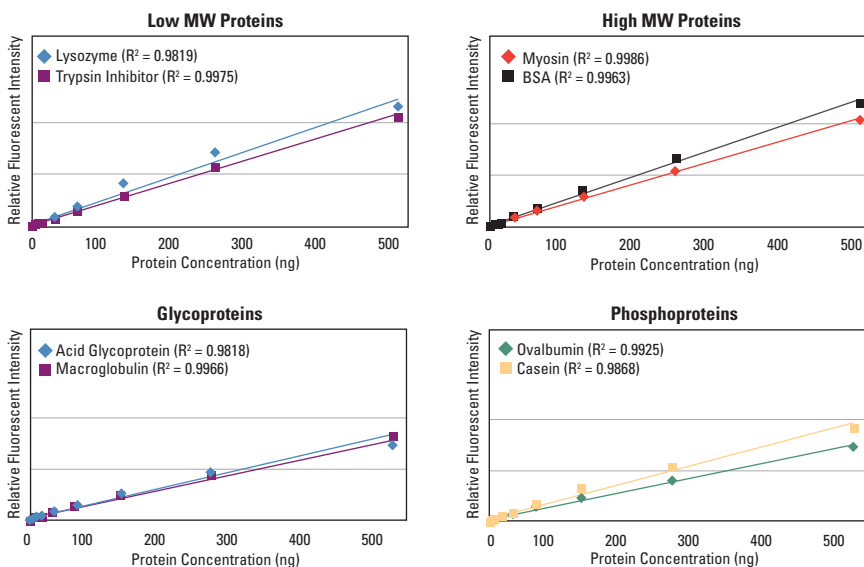 Low MW Proteins
Relative Fluorescent Intensity
Lysozyme (R² = 0.9819)
Trypsin Inhibitor (R² = 0.9975)
0 100 200 300 400 500
Protein Concentration (ng)
High MW Proteins
Relative Fluorescent Intensity
Myosin (R² = 0.9986)
BSA (R² = 0.9963)
0 100 200 300 400 500
Protein Concentration (ng)
Glycoproteins
Relative Fluorescent Intensity
Acid Glycoprotein (R² = 0.9818)
Macroglobulin (R² = 0.9966)
0 100 200 300 400 500
Protein Concentration (ng)
Phosphoproteins
Relative Fluorescent Intensity
Ovalbumin (R² = 0.9925)
Casein (R² = 0.9868)
0 100 200 300 400 500
Protein Concentration (ng)